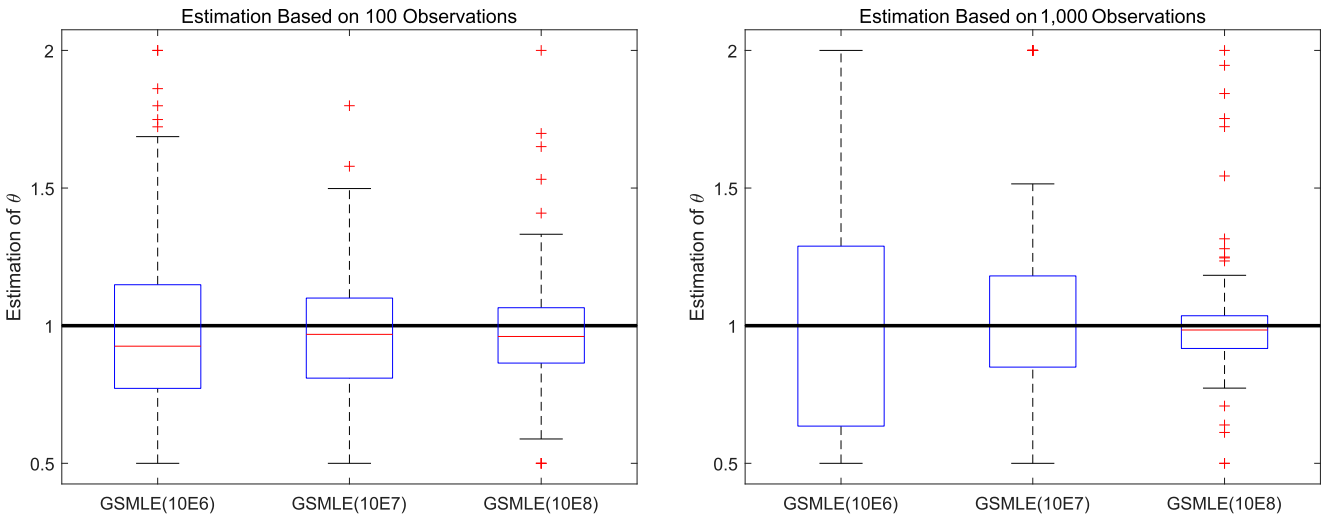 Estimation Based on 100 Observations
Estimation of θ
2
1.5
1
0.5
GSMLE(10E6) GSMLE(10E7) GSMLE(10E8)
Estimation Based on 1,000 Observations
Estimation of θ
2
1.5
1
0.5
GSMLE(10E6) GSMLE(10E7) GSMLE(10E8)